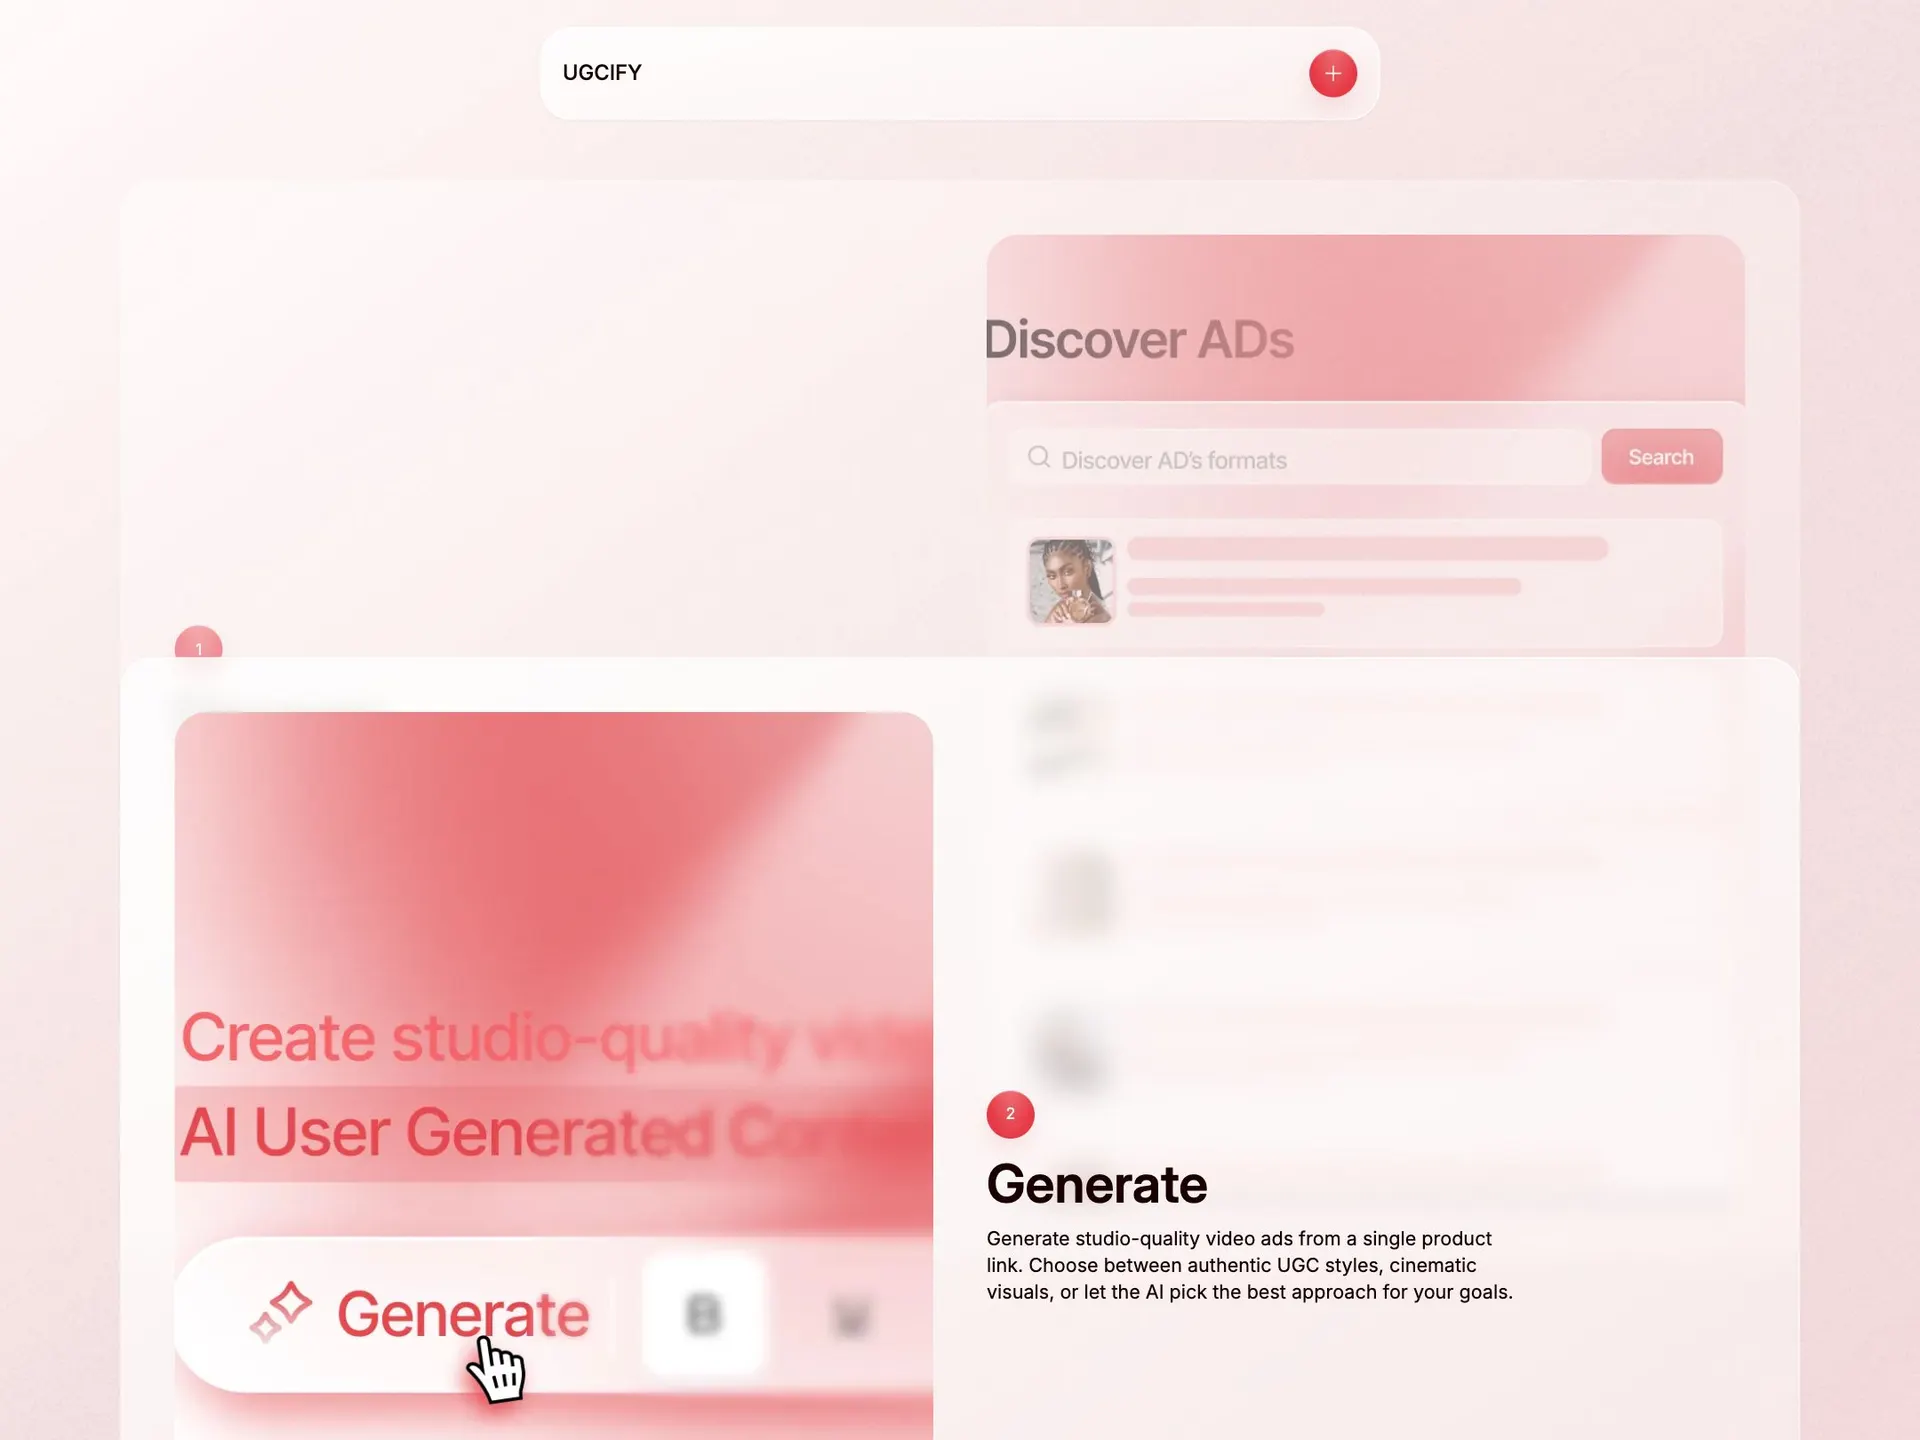 UGCIFY
Discover ADs
Discover AD's formats
Search
1
Create studio-quality
AI User Generated
Generate
B
2
Generate
Generate studio-quality video ads from a single product
link. Choose between authentic UGC styles, cinematic
visuals, or let the AI pick the best approach for your goals.